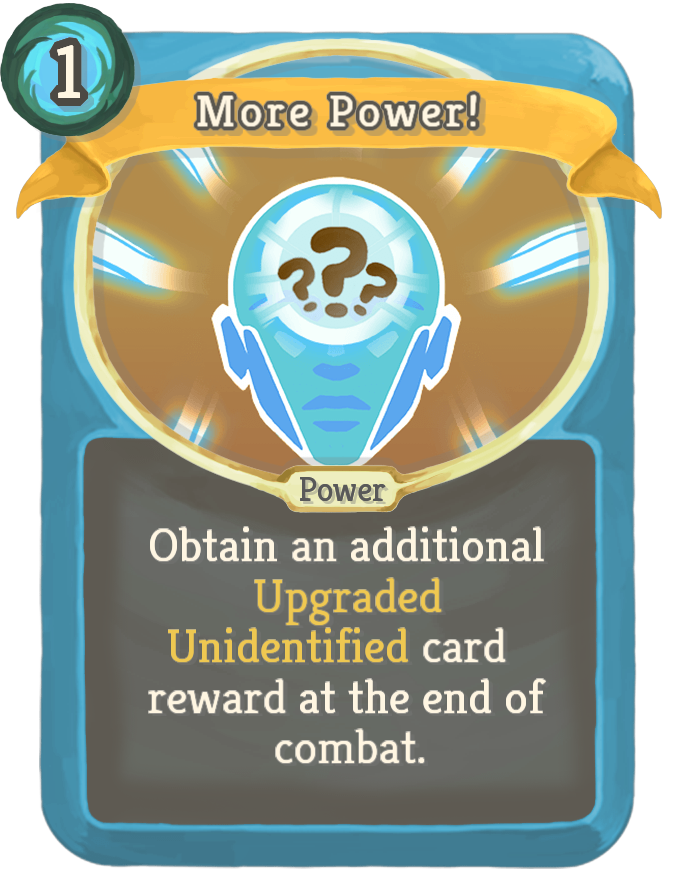 1
More Power!
???
Power
Obtain an additional
Upgraded
Unidentified card
reward at the end of
combat.